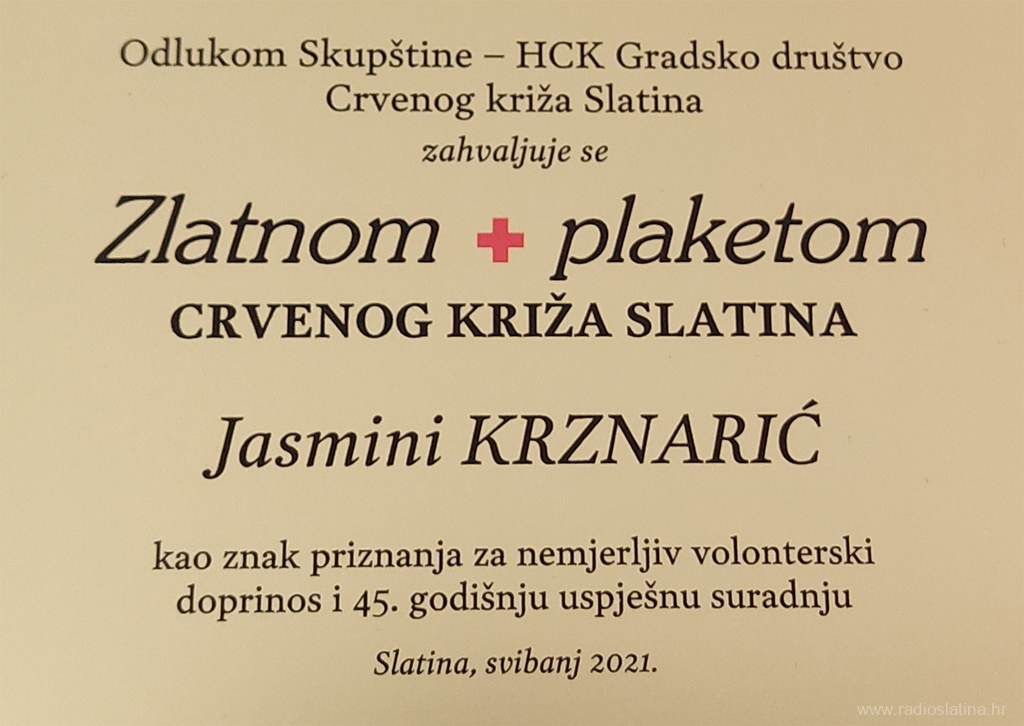 Odlukom Skupštine – HCK Gradsko društvo
Crvenog križa Slatina
zahvaljuje se
Zlatnom + plaketom
CRVENOG KRIŽA SLATINA
Jasmini KRZNARIĆ
kao znak priznanja za nemjerljiv volonterski
doprinos i 45. godišnju uspješnu suradnju
Slatina, svibanj 2021.
www.radioslatina.hr